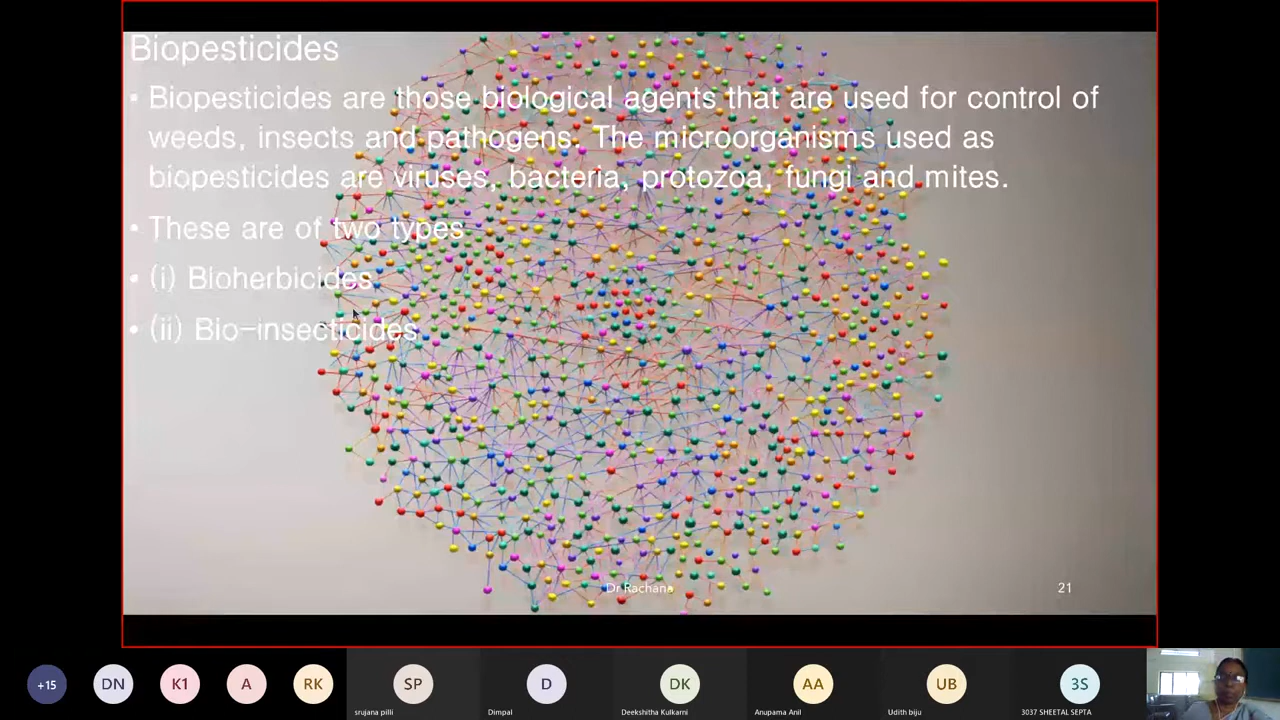 Biopesticides
• Biopesticides are those biological agents that are used for control of
weeds, insects and pathogens. The microorganisms used as
biopesticides are viruses, bacteria, protozoa, fungi and mites.
• These are of two types
• (i) Bioherbicides
• (ii) Bio-insecticides
Dr Rachana
21
+15
DN
K1
A
RK
SP
D
DK
AA
UB
3S
srujana pilli
Dimpal
Deekshitha Kulkarni
Anupama Anil
Udith biju
3037 SHEETAL SEPTA